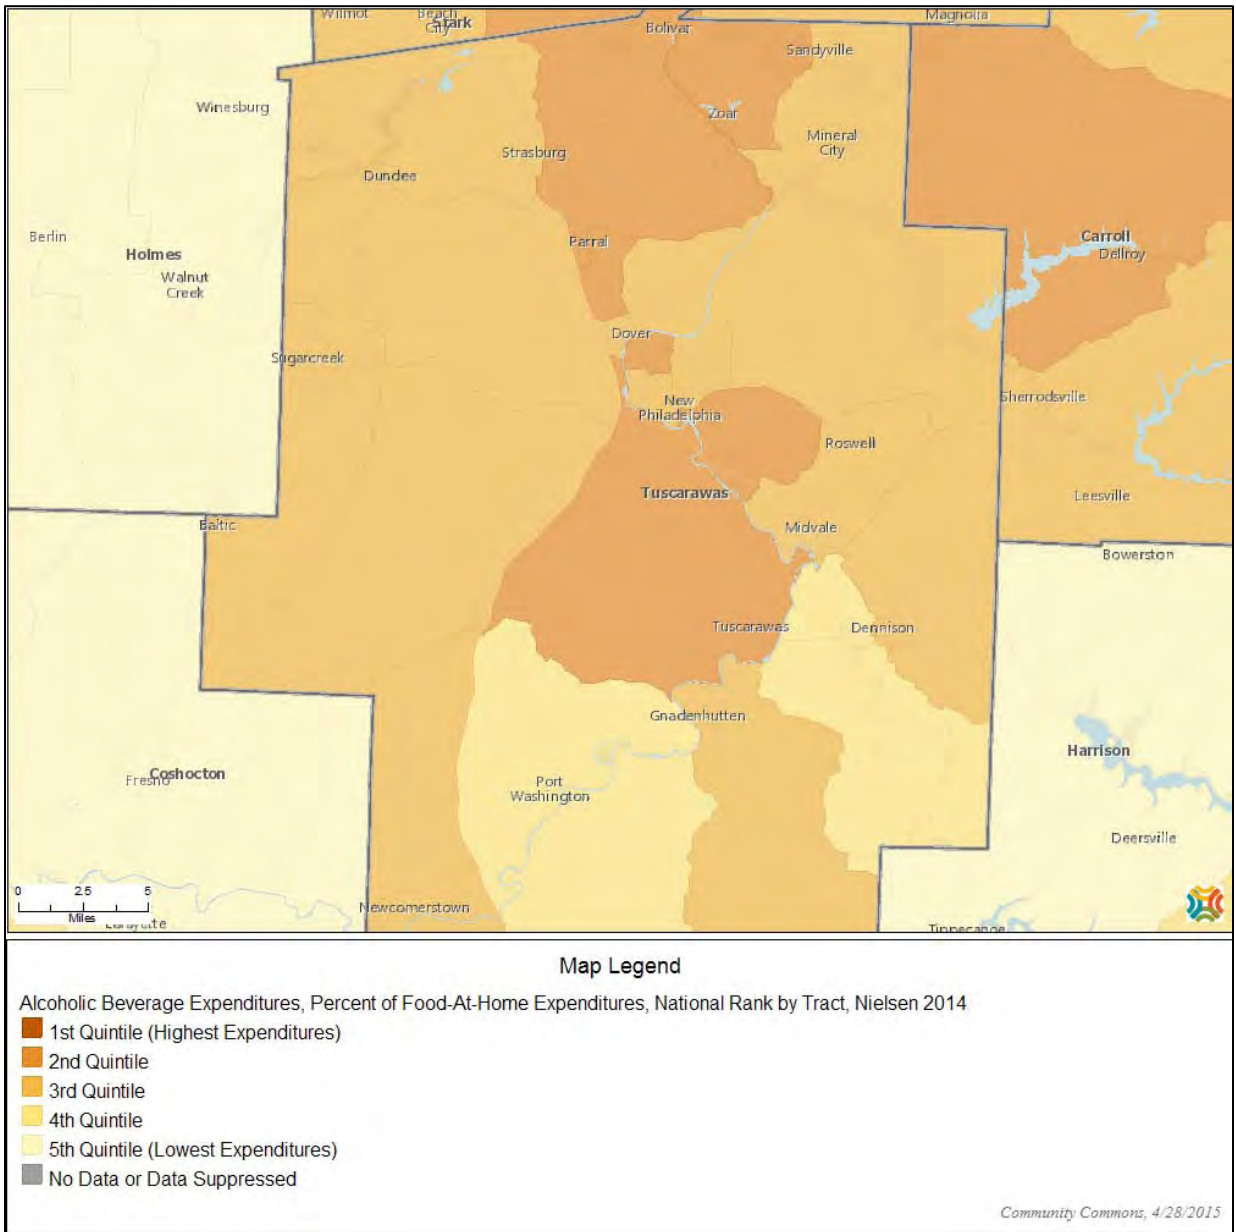 Wilmot
Beach
City
Stark
Bolivar
Magnolia
Sandyville
Winesburg
Zoar
Mineral
City
Strasburg
Dundee
Berlin
Parral
Carroll
Dellroy
Holmes
Walnut
Creek
Dover
Sugarcreek
Sherrodsville
New
Philadelphia
Roswell
Tuscarawas
Leesville
Baltic
Midvale
Bowerston
Tuscarawas
Dennison
Gnadenhutten
Harrison
Fresno
Coshocton
Port
Washington
Deersville
0 2.5 5
Miles
Newcomerstown
Lafayette
Tippecanoe
Map Legend
Alcoholic Beverage Expenditures, Percent of Food-At-Home Expenditures, National Rank by Tract, Nielsen 2014
1st Quintile (Highest Expenditures)
2nd Quintile
3rd Quintile
4th Quintile
5th Quintile (Lowest Expenditures)
No Data or Data Suppressed
Community Commons, 4/28/2015